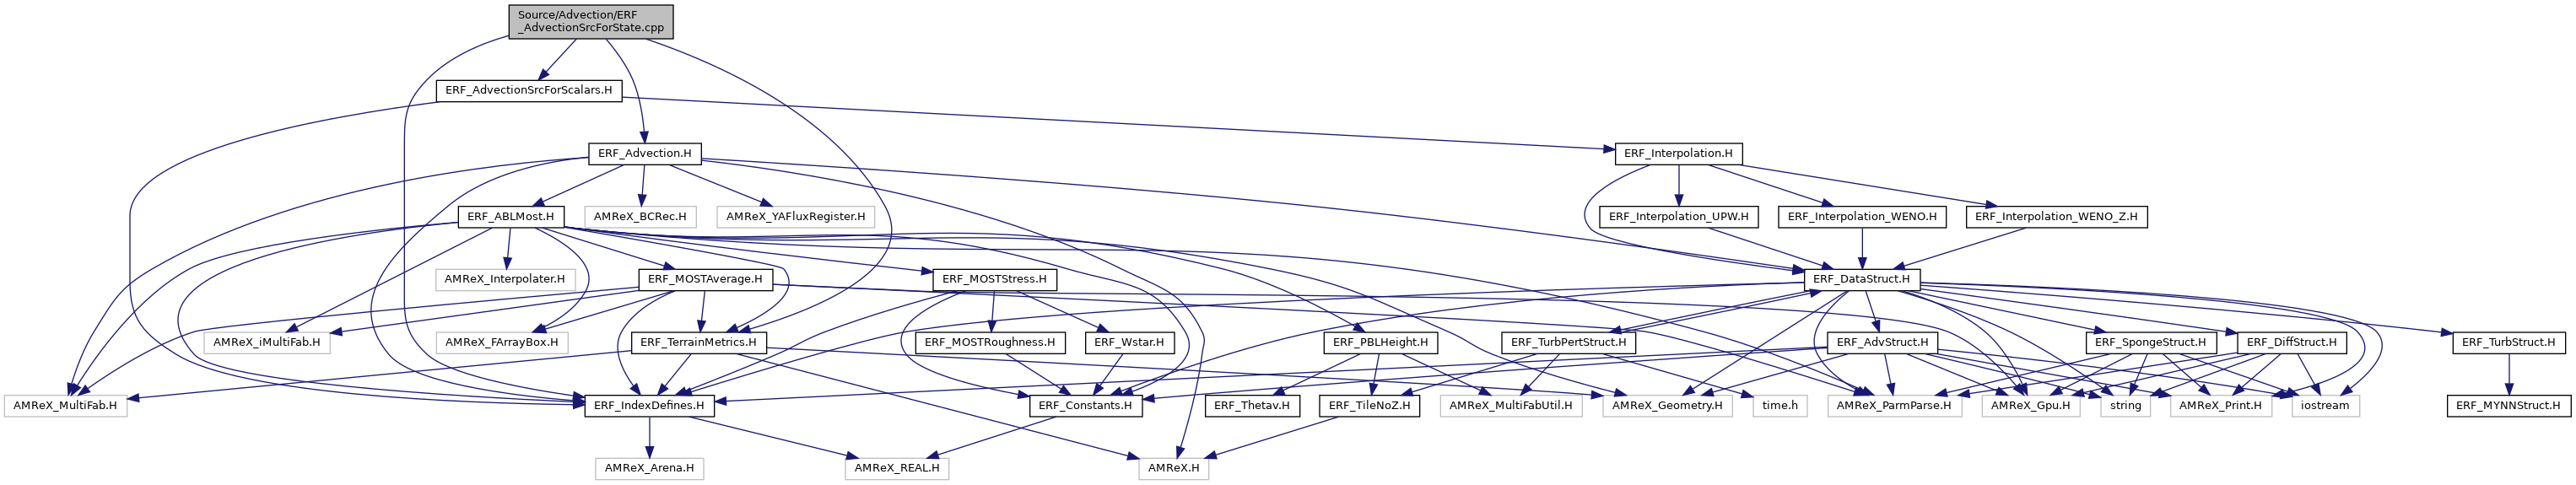 Source/Advection/ERF
_AdvectionSrcForState.cpp
ERF_AdvectionSrcForScalars.H
ERF_Advection.H
ERF_Interpolation.H
ERF_ABLMost.H
AMReX_BCRec.H
AMReX_YAFluxRegister.H
ERF_Interpolation_UPW.H
ERF_Interpolation_WENO.H
ERF_Interpolation_WENO_Z.H
AMReX_Interpolater.H
ERF_MOSTAverage.H
ERF_MOSTStress.H
ERF_DataStruct.H
AMReX_iMultiFab.H
AMReX_FArrayBox.H
ERF_TerrainMetrics.H
ERF_MOSTRoughness.H
ERF_Wstar.H
ERF_PBLHeight.H
ERF_TurbPertStruct.H
ERF_AdvStruct.H
ERF_SpongeStruct.H
ERF_DiffStruct.H
ERF_TurbStruct.H
AMReX_MultiFab.H
ERF_IndexDefines.H
ERF_Constants.H
ERF_Thetav.H
ERF_TileNoZ.H
AMReX_MultiFabUtil.H
AMReX_Geometry.H
time.h
AMReX_ParmParse.H
AMReX_Gpu.H
string
AMReX_Print.H
iostream
ERF_MYNNStruct.H
AMReX_Arena.H
AMReX_REAL.H
AMReX.H